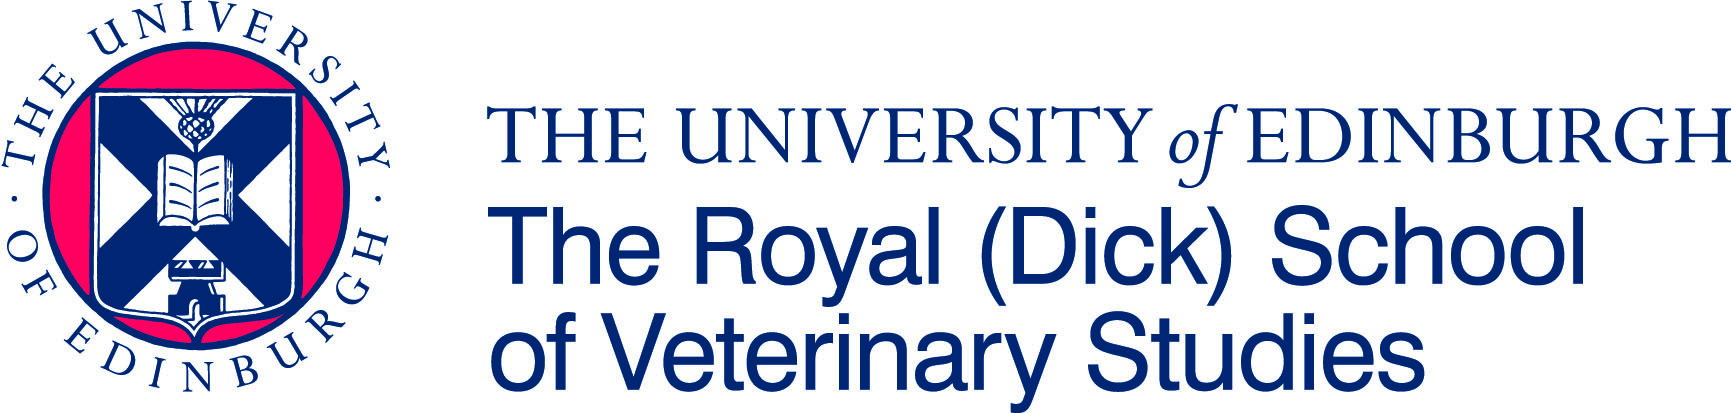 THE UNIVERSITY OF EDINBURGH
THE UNIVERSITY of EDINBURGH
The Royal (Dick) School
of Veterinary Studies